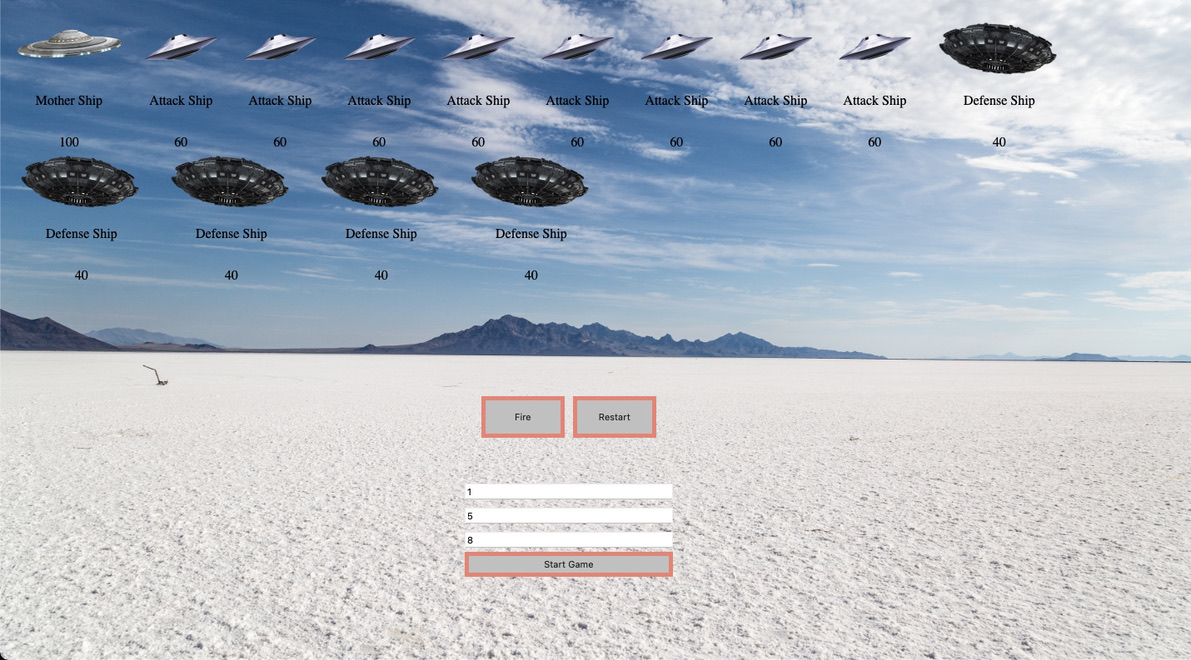 Mother Ship Attack Ship Attack Ship Attack Ship Attack Ship Attack Ship Attack Ship Attack Ship Attack Ship Defense Ship
100 60 60 60 60 60 60 60 60 40
Defense Ship Defense Ship Defense Ship Defense Ship
40 40 40 40
Fire Restart
1
5
8
Start Game